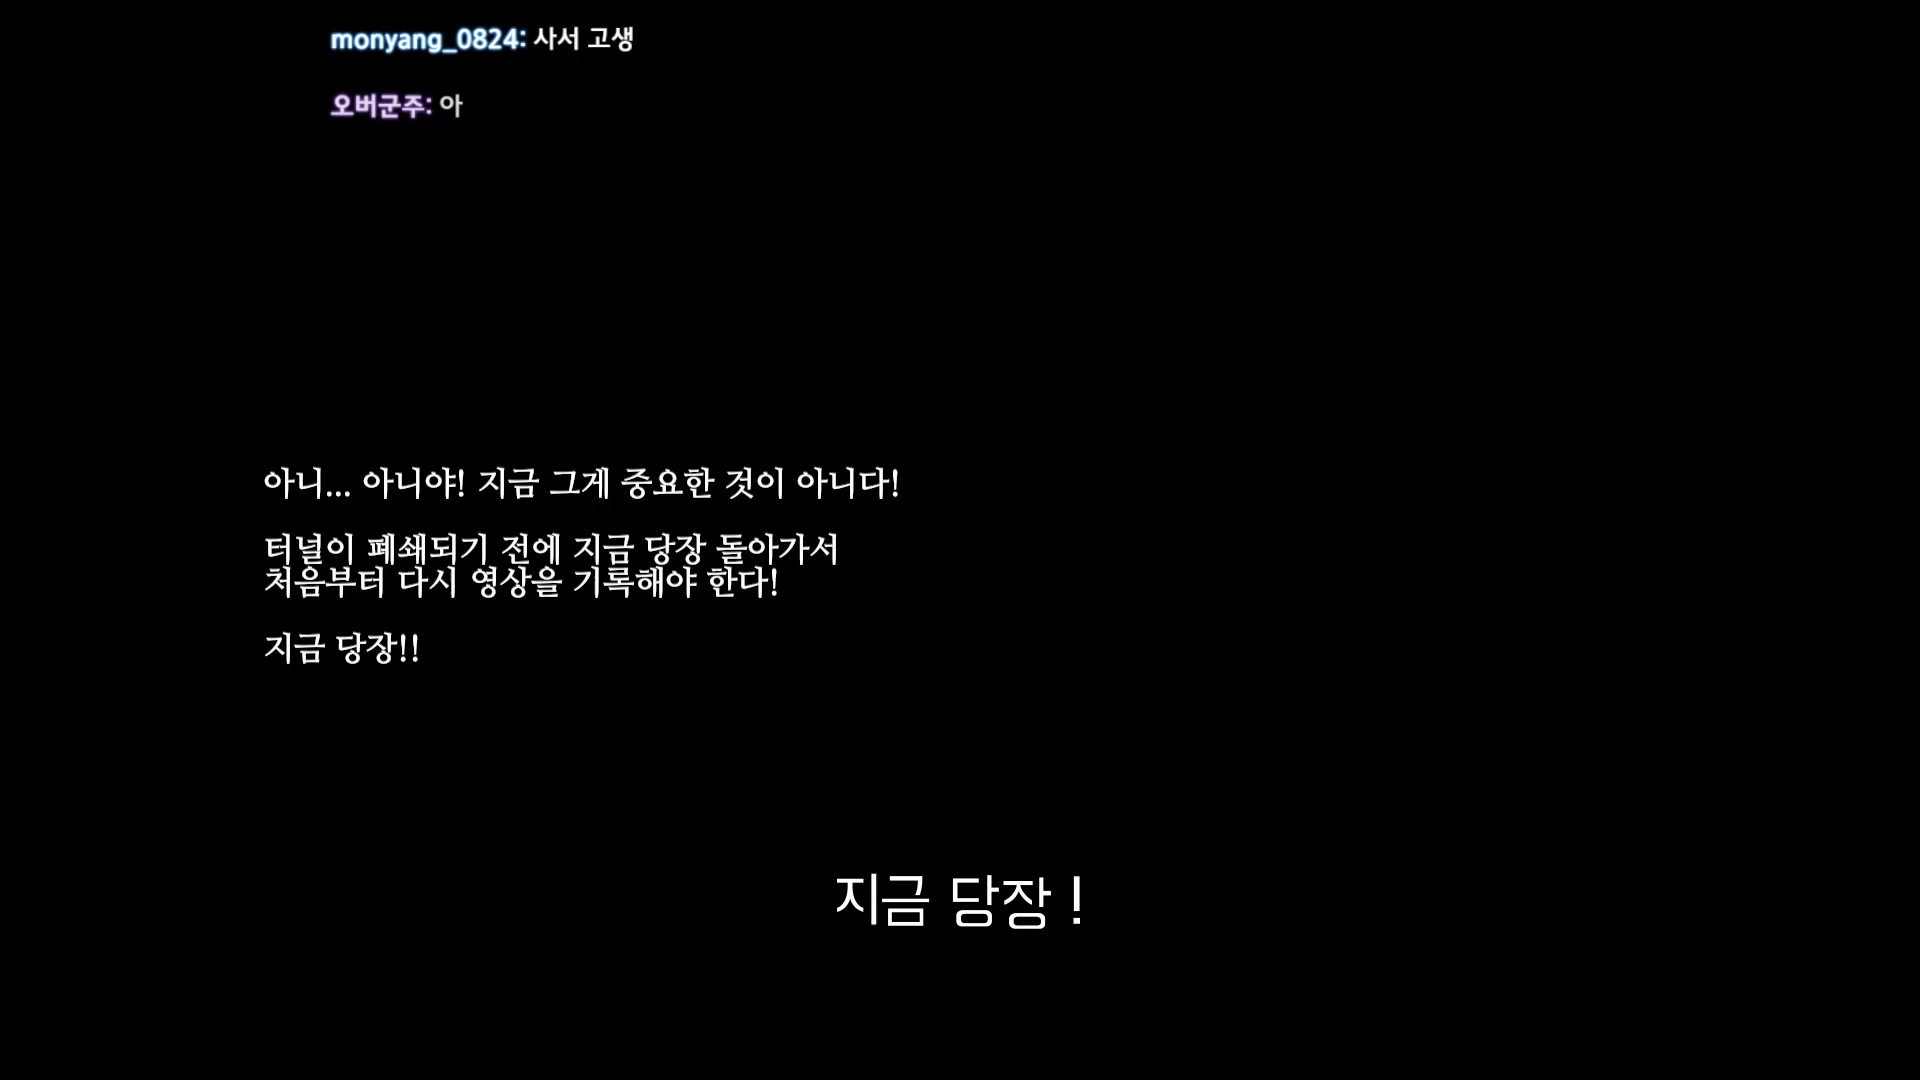 monyang_0824: 사서 고생
오버군주: 아
아니... 아니야! 지금 그게 중요한 것이 아니다!
터널이 폐쇄되기 전에 지금 당장 돌아가서
처음부터 다시 영상을 기록해야 한다!
지금 당장!!
지금 당장 !